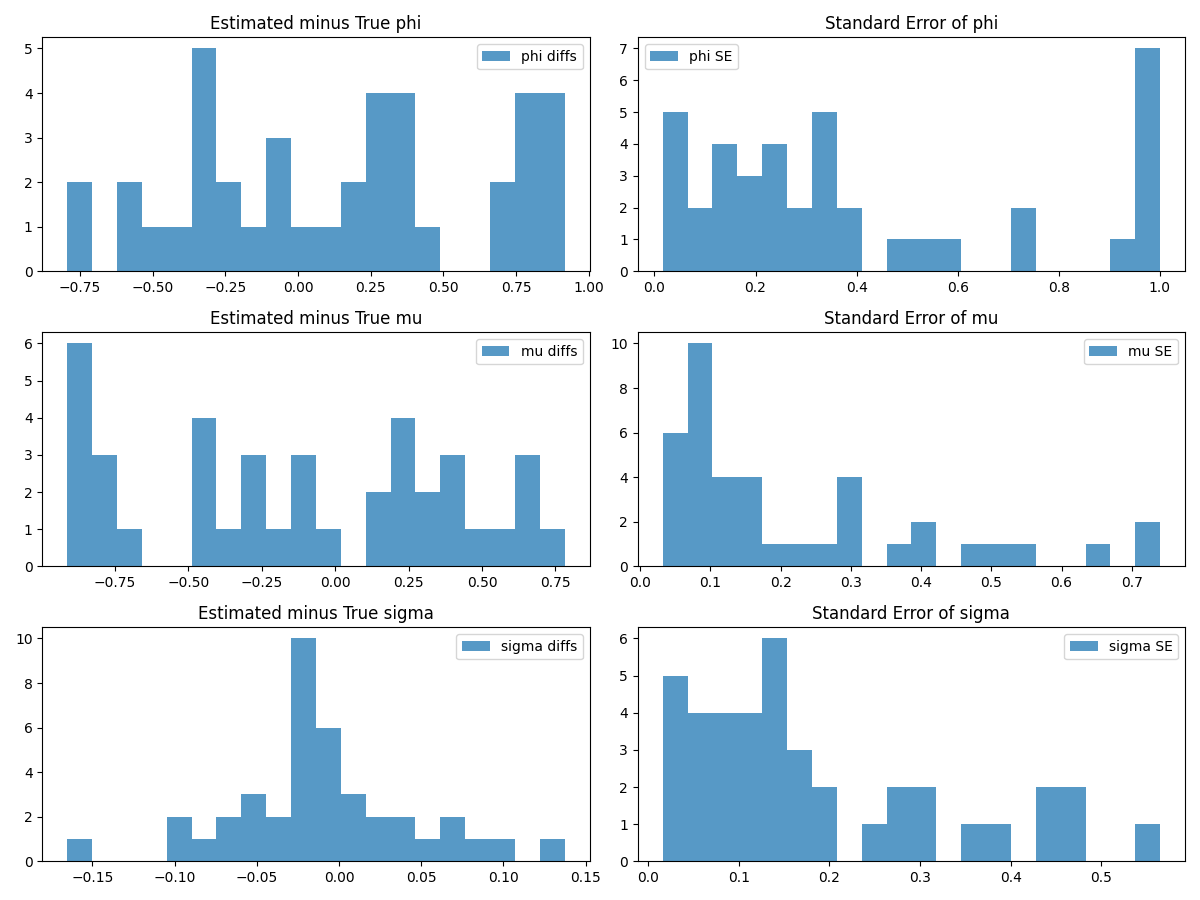 Estimated minus True phi
phi diffs
5
4
3
2
1
0
−0.75 −0.50 −0.25 0.00 0.25 0.50 0.75 1.00
Standard Error of phi
phi SE
7
6
5
4
3
2
1
0
0.0 0.2 0.4 0.6 0.8 1.0
Estimated minus True mu
mu diffs
6
5
4
3
2
1
0
−0.75 −0.50 −0.25 0.00 0.25 0.50 0.75
Standard Error of mu
mu SE
10
8
6
4
2
0
0.0 0.1 0.2 0.3 0.4 0.5 0.6 0.7
Estimated minus True sigma
sigma diffs
10
8
6
4
2
0
−0.15 −0.10 −0.05 0.00 0.05 0.10 0.15
Standard Error of sigma
sigma SE
6
5
4
3
2
1
0
0.0 0.1 0.2 0.3 0.4 0.5